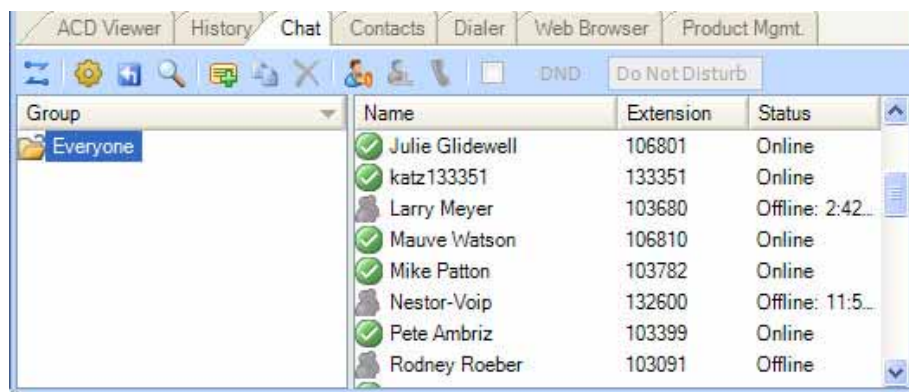 ACD Viewer History Chat Contacts Dialer Web Browser Product Mgmt.
DND Do Not Disturb
Group Name Extension Status
Everyone Julie Glidewell 106801 Online
katz133351 133351 Online
Larry Meyer 103680 Offline: 2:42...
Mauve Watson 106810 Online
Mike Patton 103782 Online
Nestor-Voip 132600 Offline: 11:5...
Pete Ambriz 103399 Online
Rodney Roeber 103091 Offline